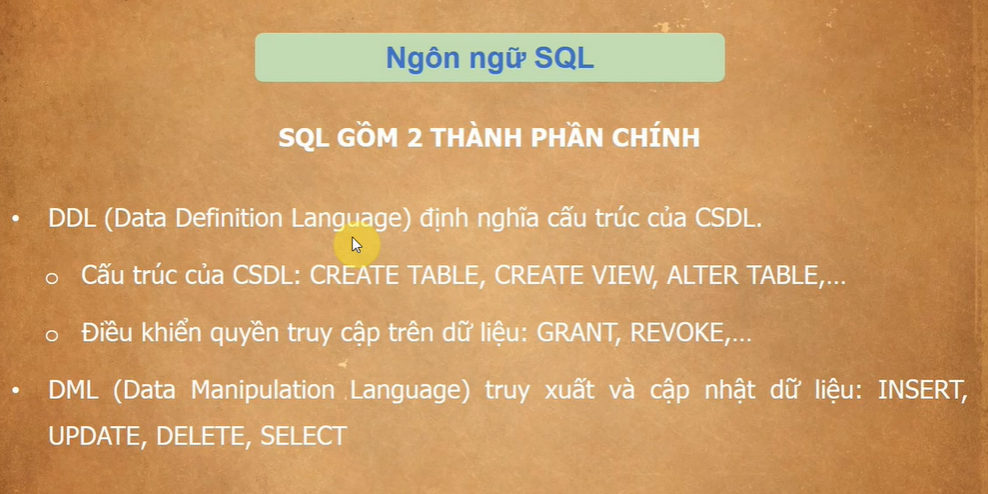 Ngôn ngữ SQL
SQL GỒM 2 THÀNH PHẦN CHÍNH
• DDL (Data Definition Language) định nghĩa cấu trúc của CSDL.
o Cấu trúc của CSDL: CREATE TABLE, CREATE VIEW, ALTER TABLE,...
o Điều khiển quyền truy cập trên dữ liệu: GRANT, REVOKE,...
• DML (Data Manipulation Language) truy xuất và cập nhật dữ liệu: INSERT,
UPDATE, DELETE, SELECT